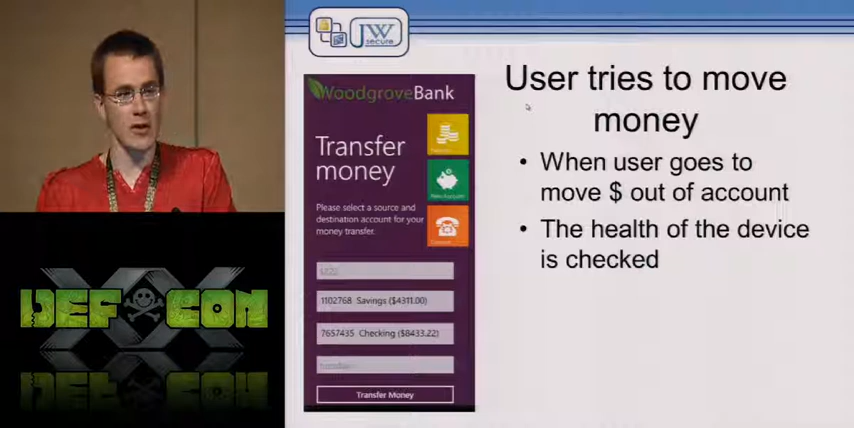 JW
secure
WoodgroveBank
Transfer
money
Please select a source and
destination account for your
money transfer.
1102768 Savings ($4311.00)
7657435 Checking ($8433.22)
Transfer Money
User tries to move
money
• When user goes to
move $ out of account
• The health of the device
is checked
DEF CON
XX